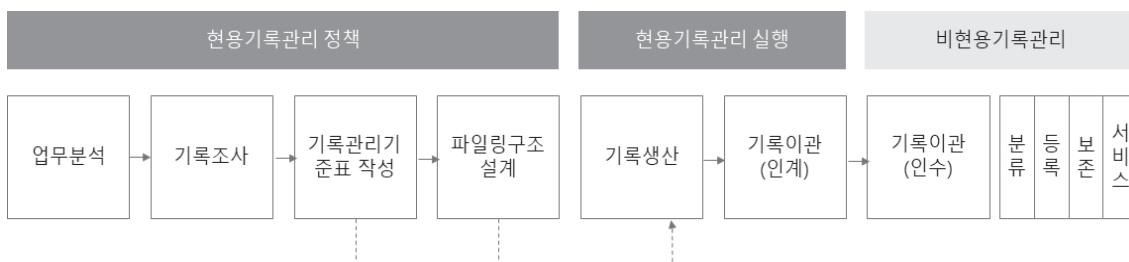 현용기록관리 정책
현용기록관리 실행
비현용기록관리
업무분석
기록조사
기록관리기
준표 작성
파일링구조
설계
기록생산
기록이관
(인계)
기록이관
(인수)
분
류
등
록
보
존
서
비
스